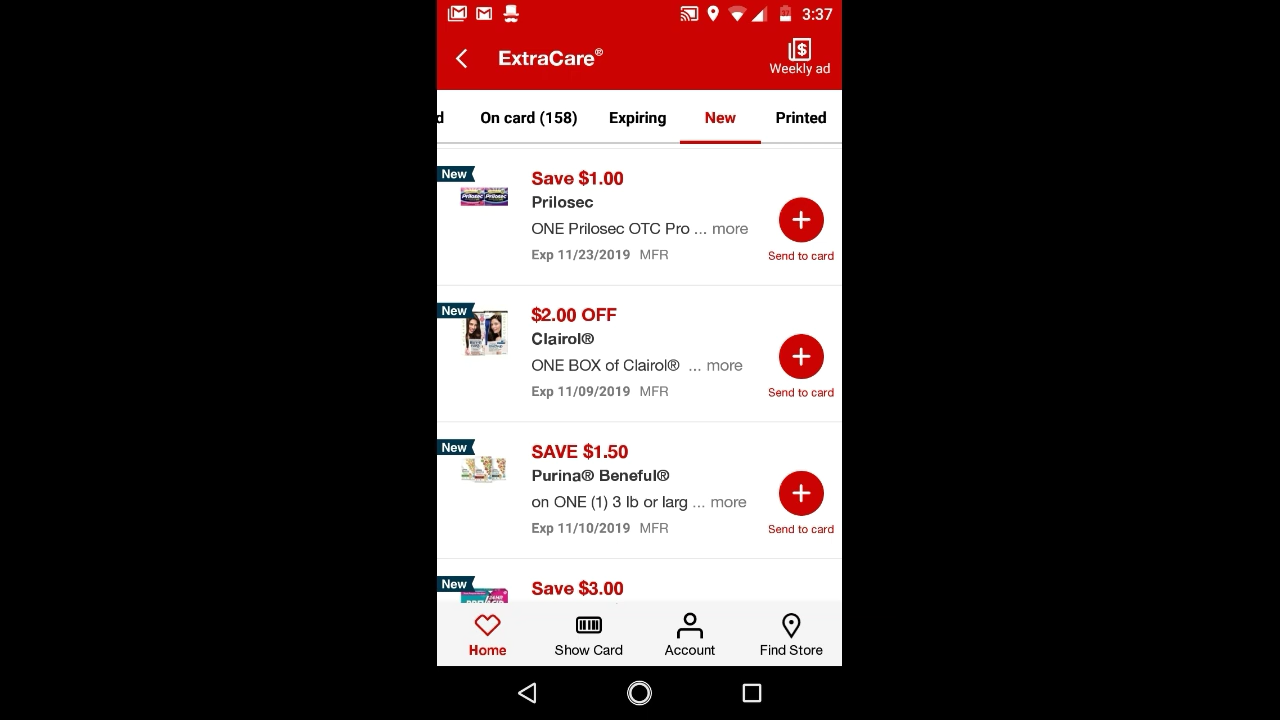 3:37
ExtraCare®
Weekly ad
d On card (158) Expiring New Printed
New
Prilosec Prilosec
Save $1.00
Prilosec
ONE Prilosec OTC Pro ... more
Exp 11/23/2019 MFR
Send to card
New
$2.00 OFF
Clairol®
ONE BOX of Clairol® ... more
Exp 11/09/2019 MFR
Send to card
New
SAVE $1.50
Purina® Beneful®
on ONE (1) 3 lb or larg ... more
Exp 11/10/2019 MFR
Send to card
New
Save $3.00
Home Show Card Account Find Store